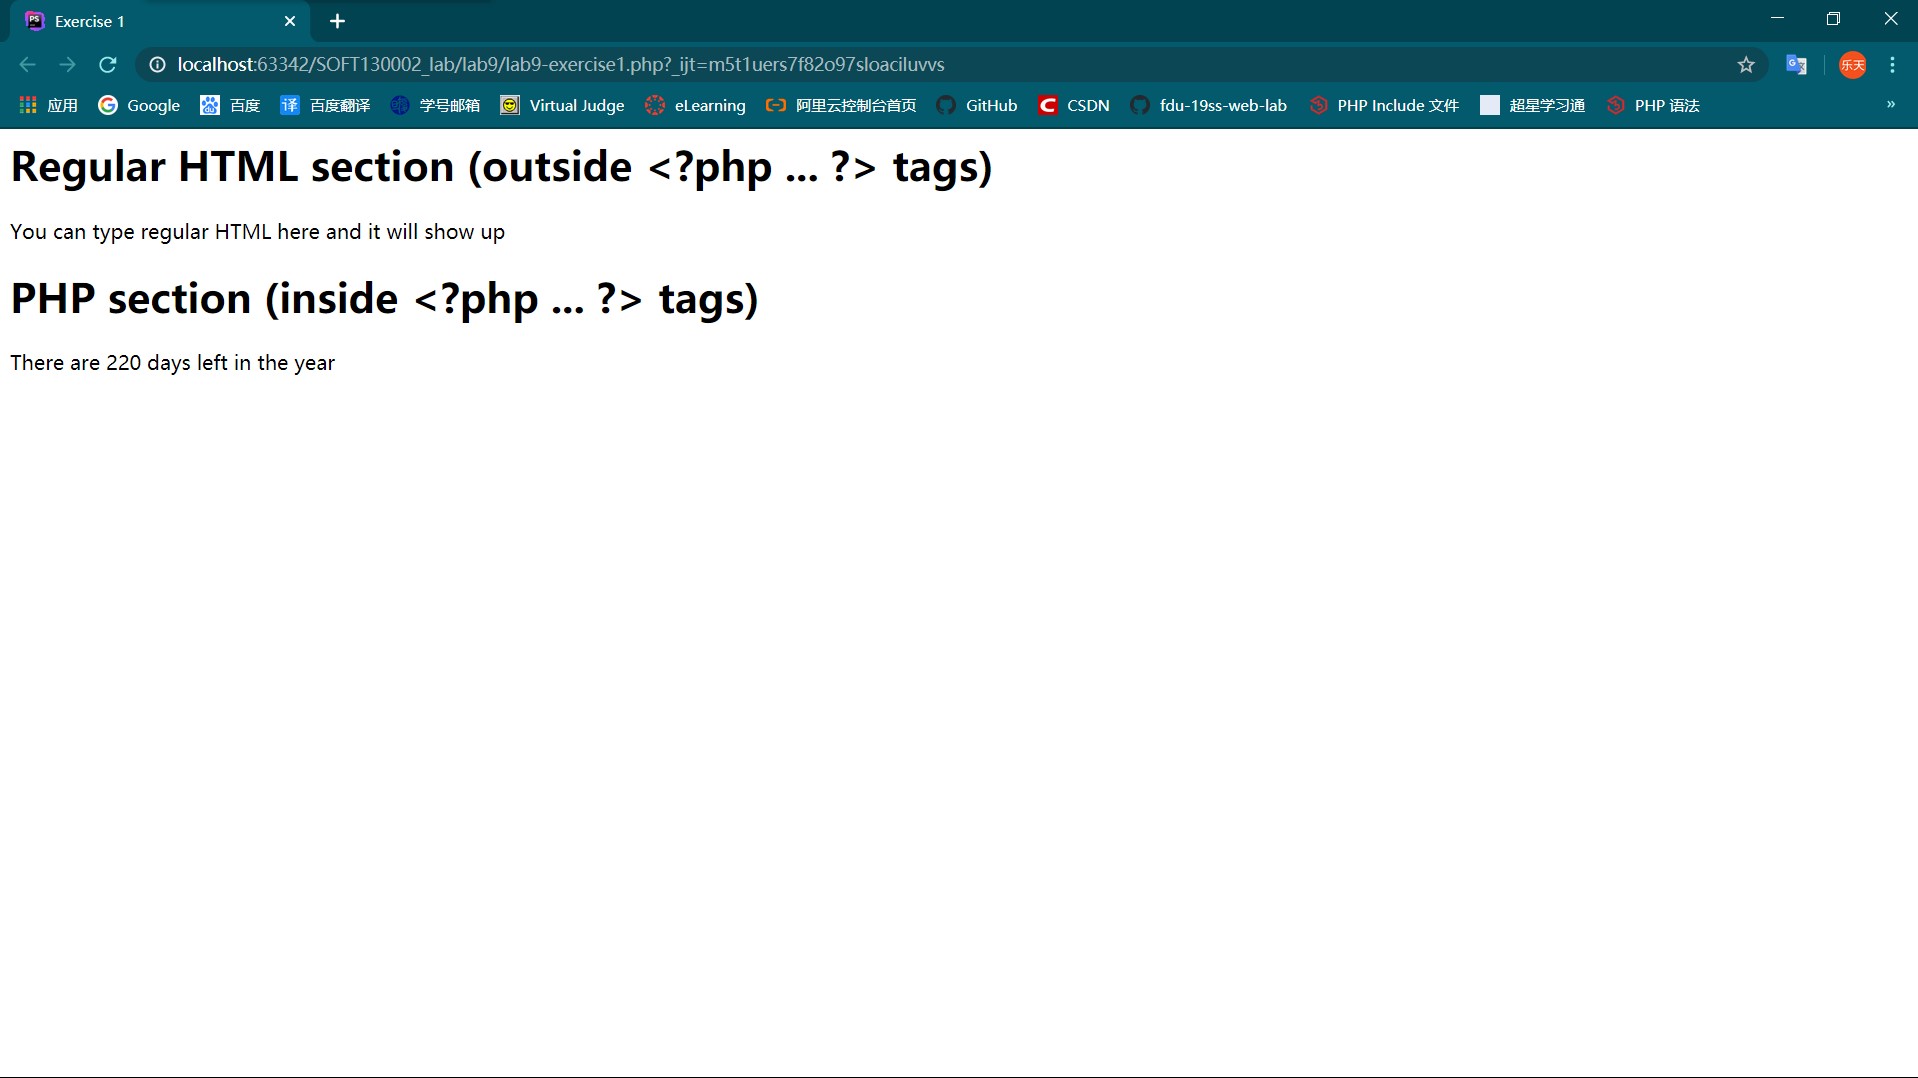 Exercise 1
localhost:63342/SOFT130002_lab/lab9/lab9-exercise1.php?_ijt=m5t1uers7f82o97sloaciluvvs
乐天
应用 Google 百度 百度翻译 学号邮箱 Virtual Judge eLearning 阿里云控制台首页 GitHub CSDN fdu-19ss-web-lab PHP Include 文件 超星学习通 PHP 语法 »
Regular HTML section (outside <?php ... ?> tags)
You can type regular HTML here and it will show up
PHP section (inside <?php ... ?> tags)
There are 220 days left in the year